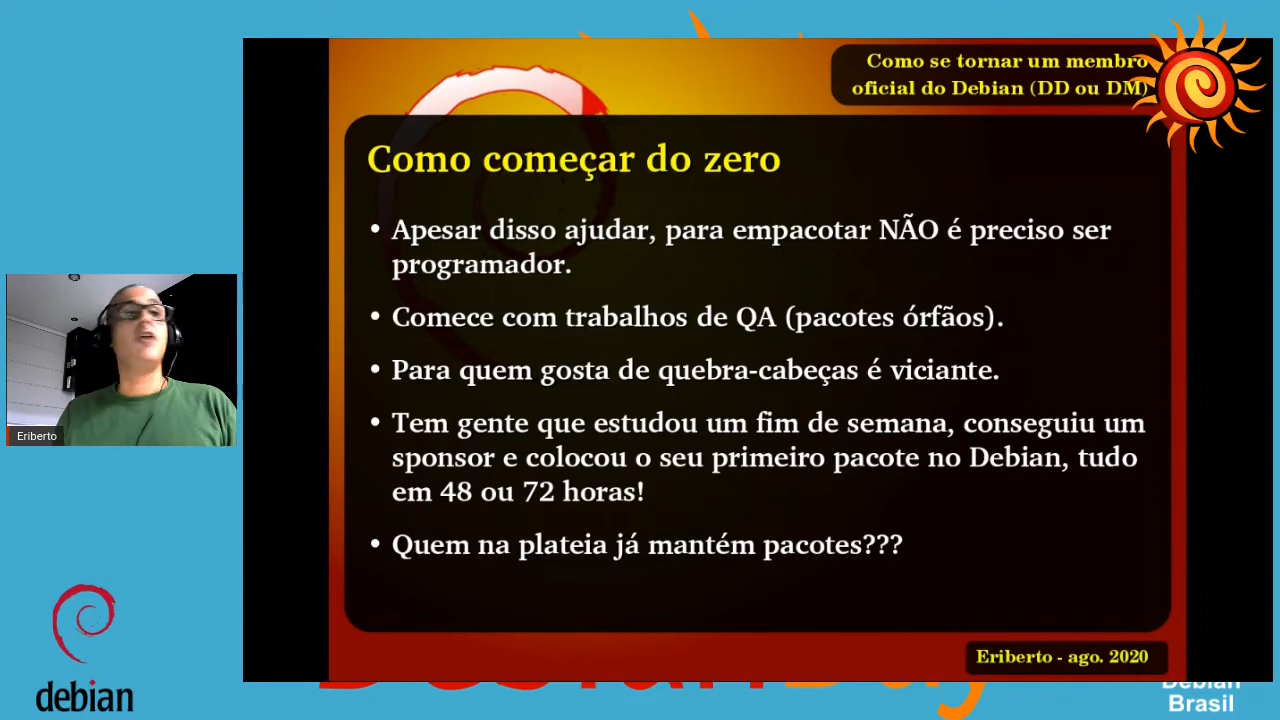 Como se tornar um membro
oficial do Debian (DD ou DM)
Como começar do zero
• Apesar disso ajudar, para empacotar NÃO é preciso ser
programador.
• Comece com trabalhos de QA (pacotes órfãos).
• Para quem gosta de quebra-cabeças é viciante.
• Tem gente que estudou um fim de semana, conseguiu um
sponsor e colocou o seu primeiro pacote no Debian, tudo
em 48 ou 72 horas!
• Quem na plateia já mantém pacotes???
Eriberto
Eriberto - ago. 2020
debian
Debian
Brasil